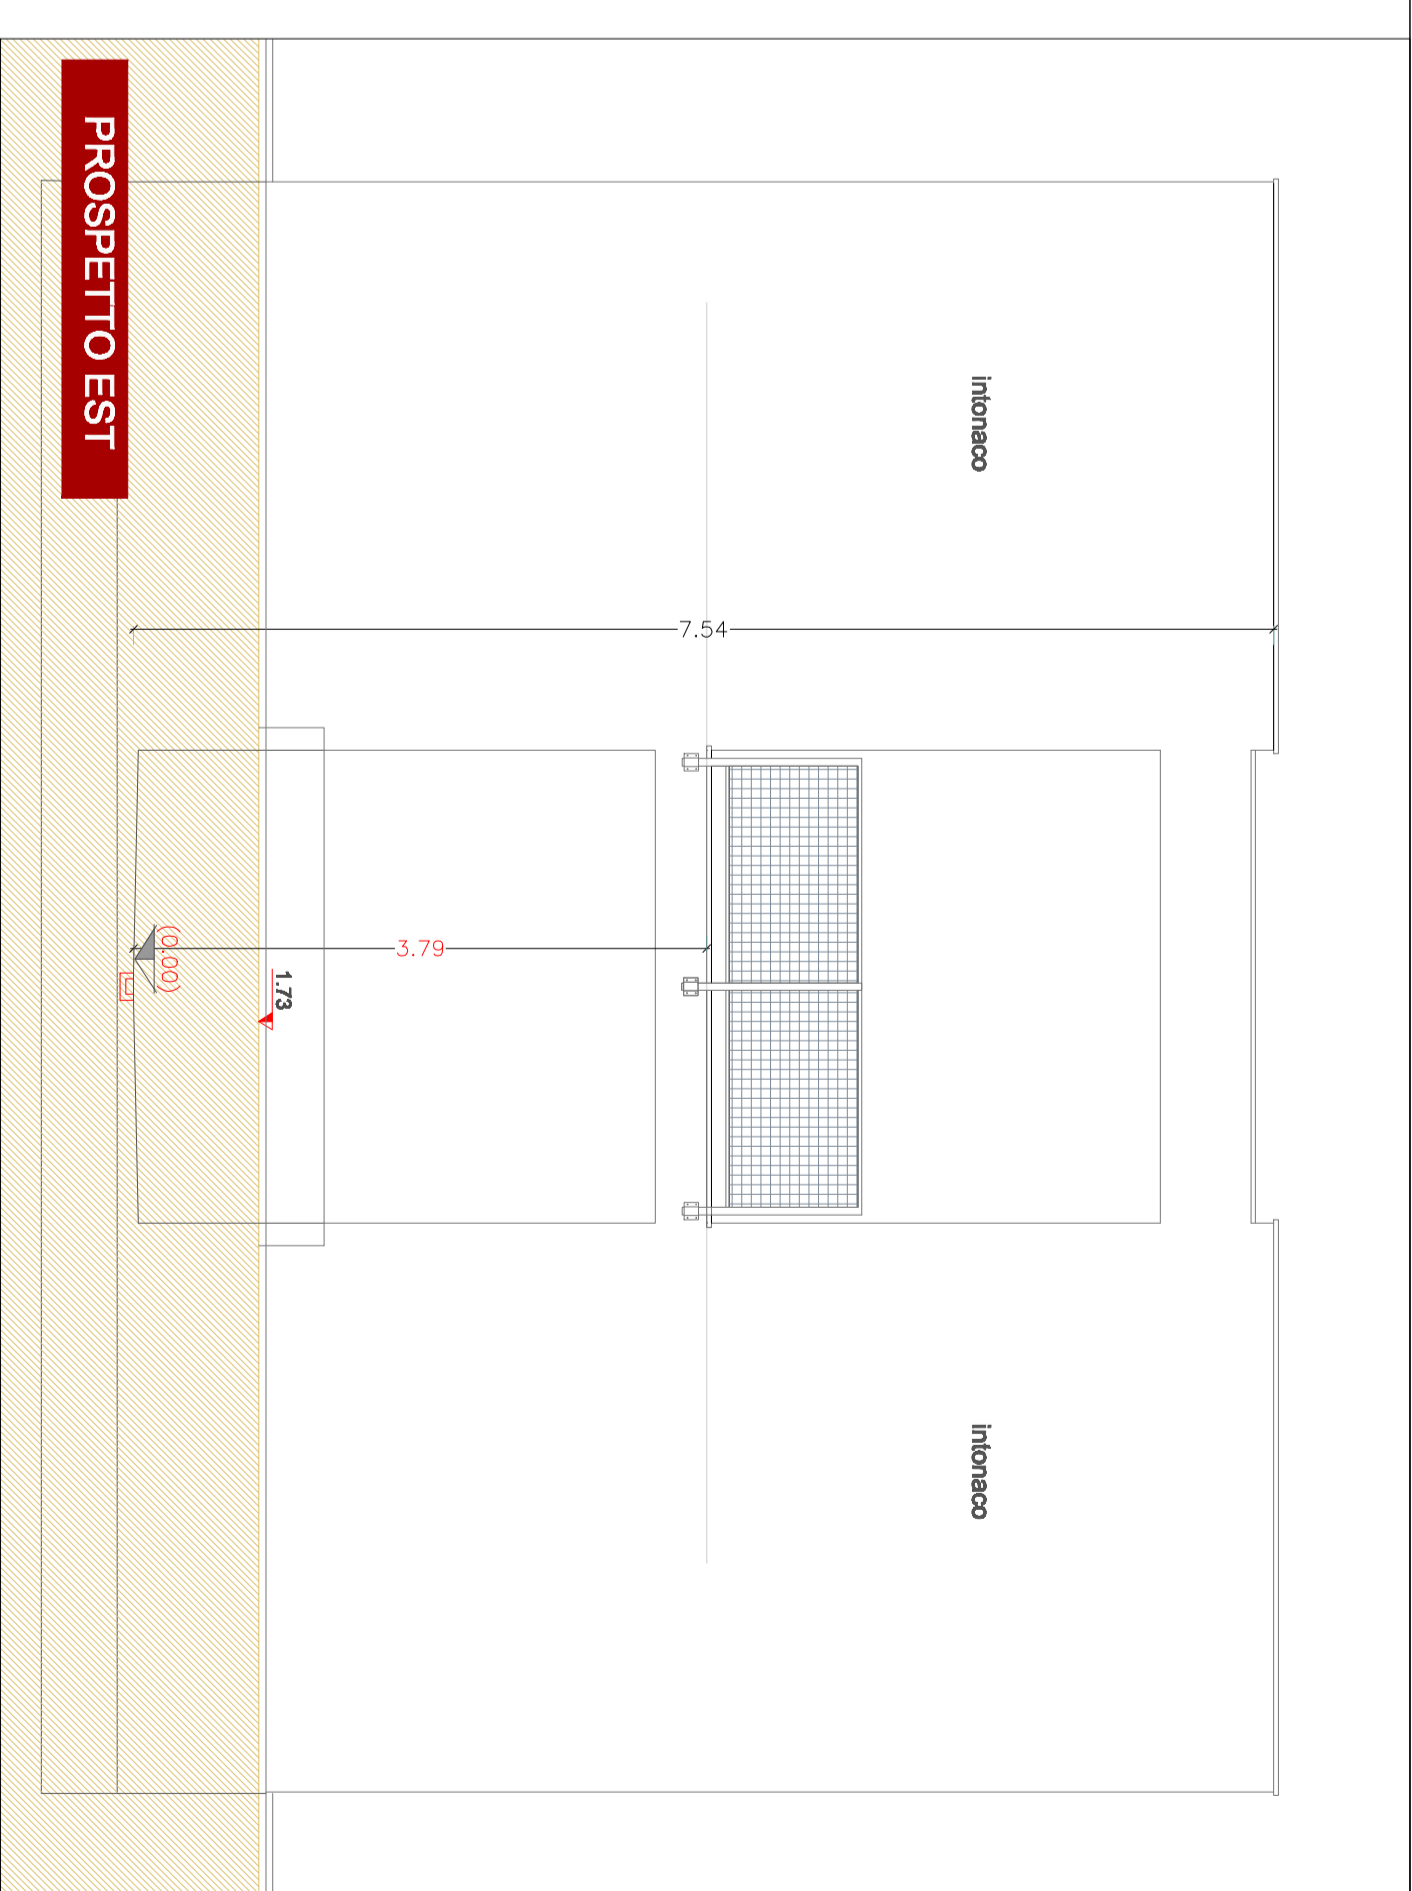 intonaco
intonaco
7.54
3.79
1.73
(0.00)
PROSPETTO EST